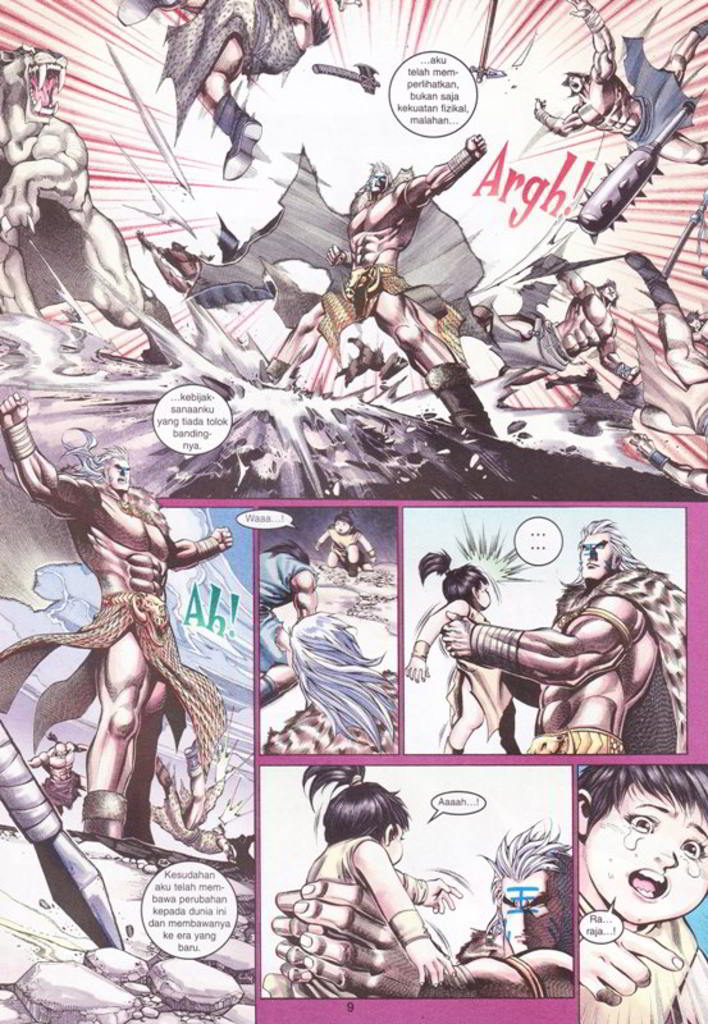 ...aku
telah mem-
perlihatkan,
bukan saja
kekuatan fizikal,
malahan...
Argh!
...kebijak-
sanaanku
yang tiada tolok
banding-
nya.
Ah!
Waaa...!
...
...
Aaaah...!
王
Ra...
raja...!
Kesudahan
aku telah mem-
bawa perubahan
kepada dunia ini
dan membawanya
ke era yang
baru.
9